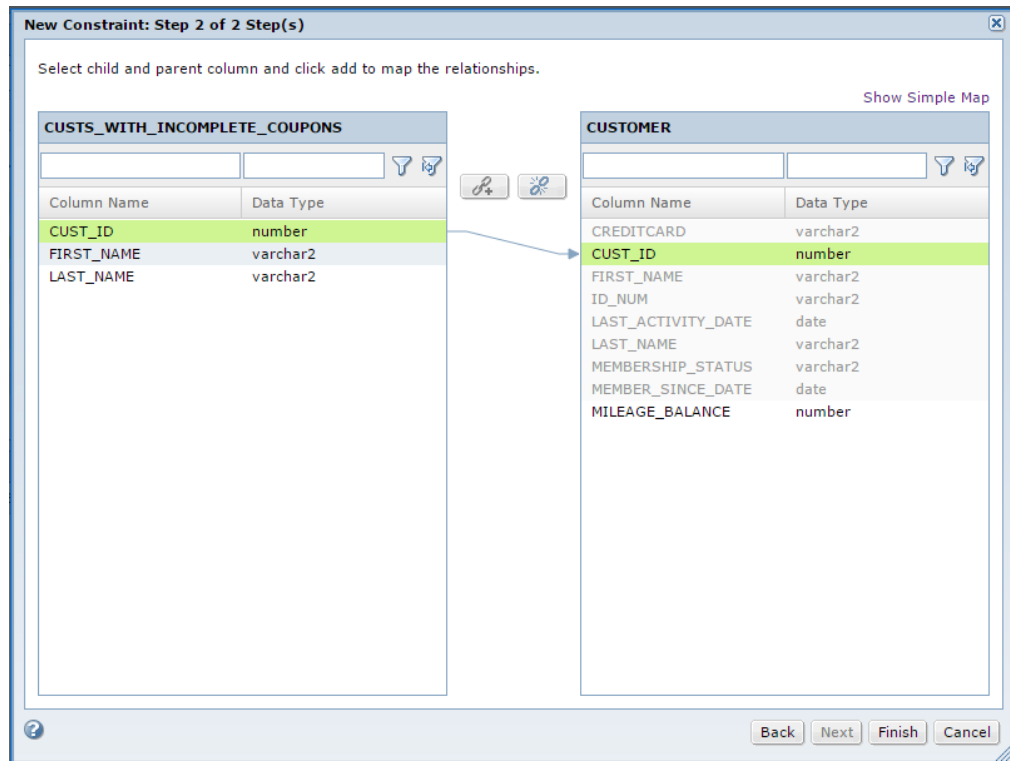 New Constraint: Step 2 of 2 Step(s)
Select child and parent column and click add to map the relationships.
Show Simple Map
CUSTS_WITH_INCOMPLETE_COUPONS
Column Name Data Type
CUST_ID number
FIRST_NAME varchar2
LAST_NAME varchar2
CUSTOMER
Column Name Data Type
CREDITCARD varchar2
CUST_ID number
FIRST_NAME varchar2
ID_NUM varchar2
LAST_ACTIVITY_DATE date
LAST_NAME varchar2
MEMBERSHIP_STATUS varchar2
MEMBER_SINCE_DATE date
MILEAGE_BALANCE number
? Back Next Finish Cancel